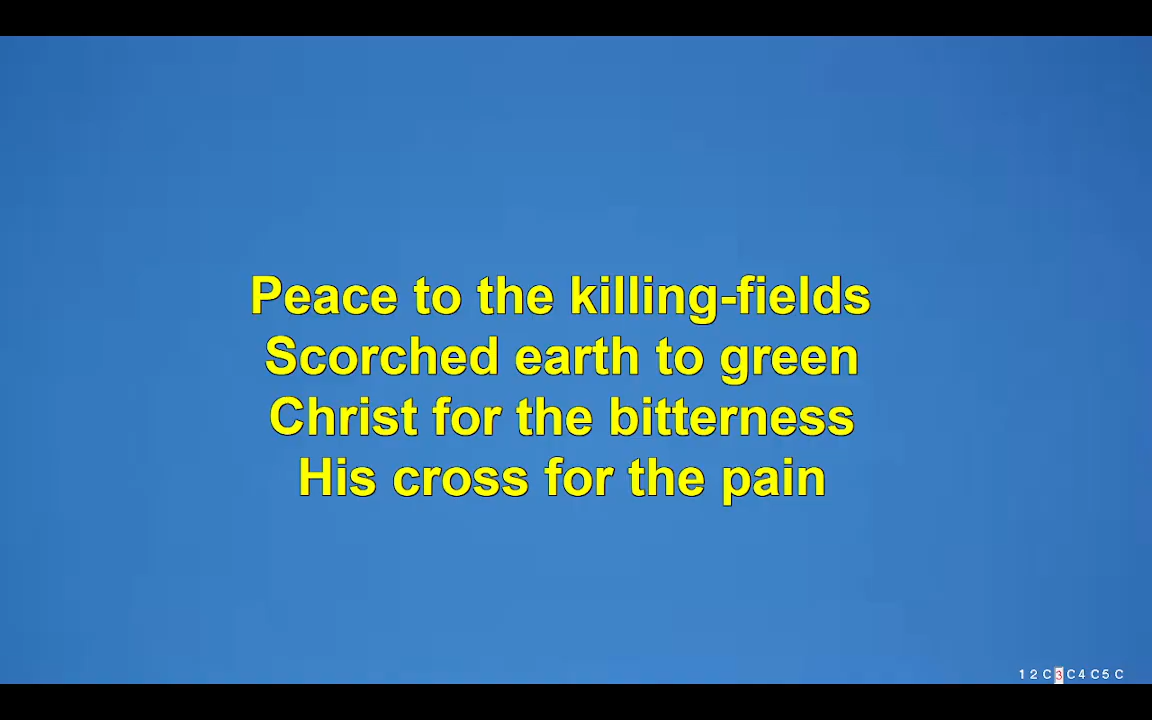 Peace to the killing-fields
Scorched earth to green
Christ for the bitterness
His cross for the pain
1 2 C 3 C 4 C 5 C